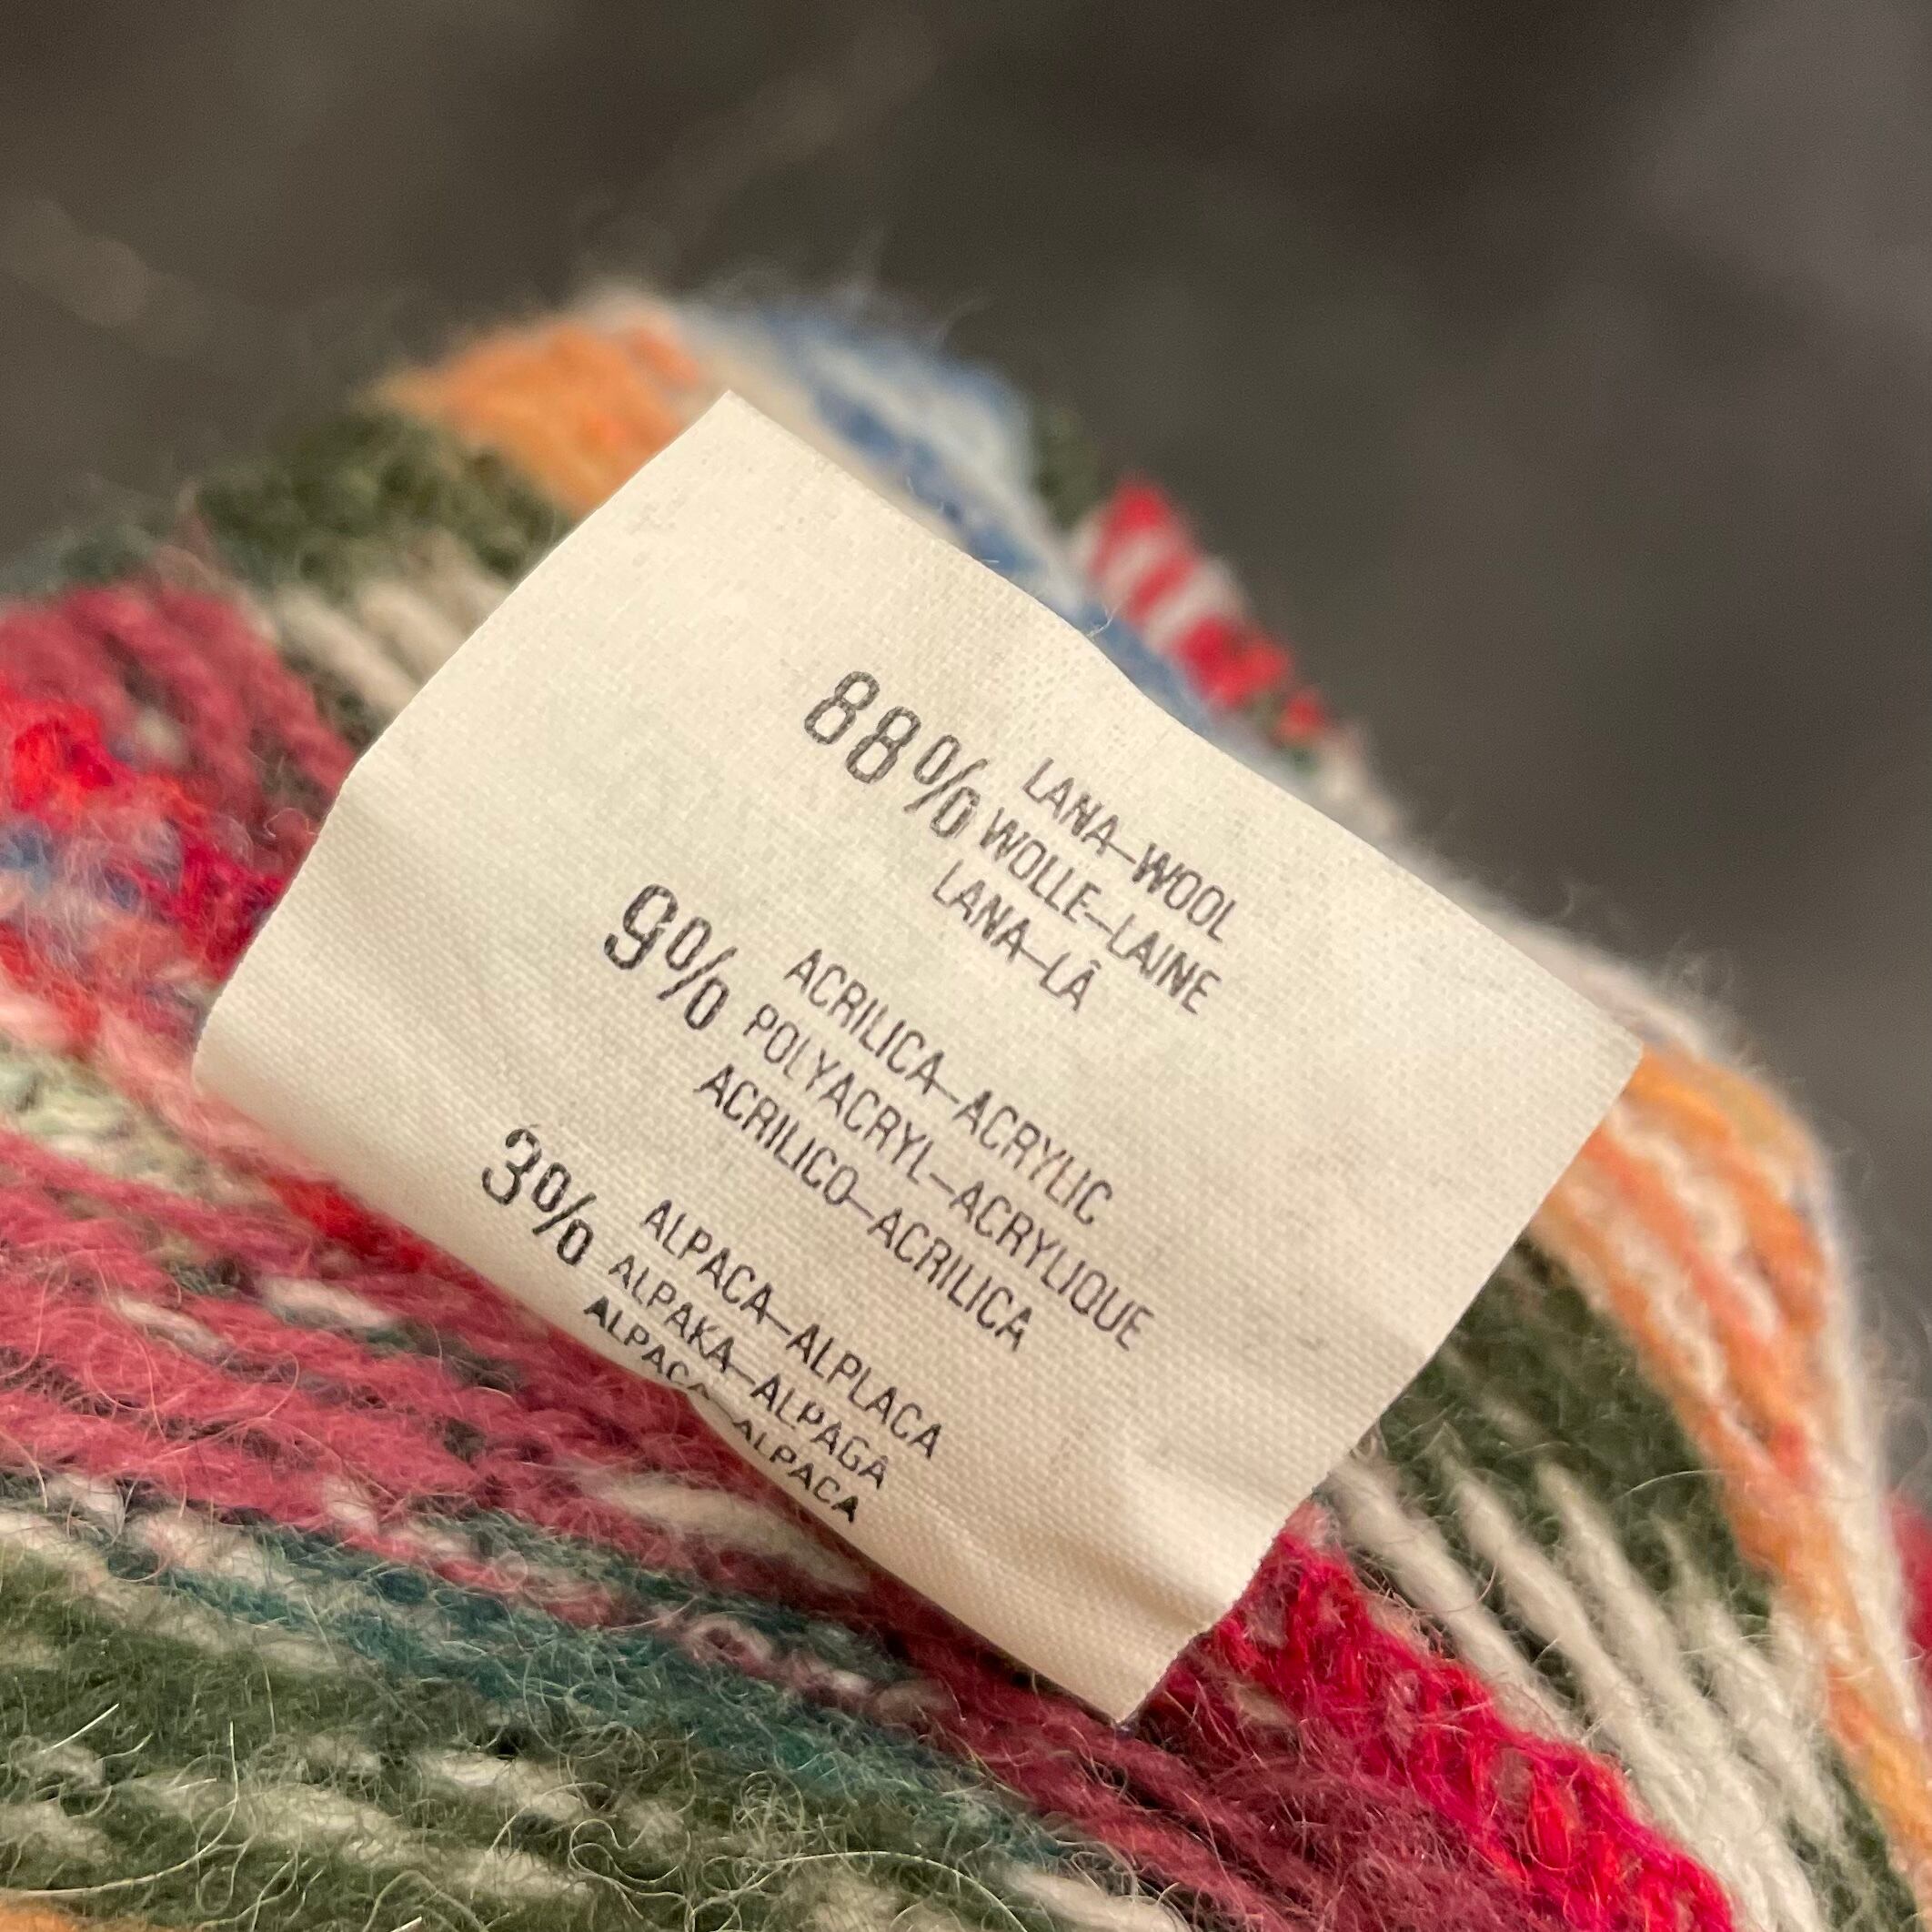 88% LANA-WOOL
WOLLE-LAINE
LANA-LÃ
9% ACRILICA-ACRYLIC
POLYACRYL-ACRYLIQUE
ACRILICO-ACRILICA
3% ALPACA-ALPLACA
ALPAKA-ALPAGA
ALPACA-ALPACA